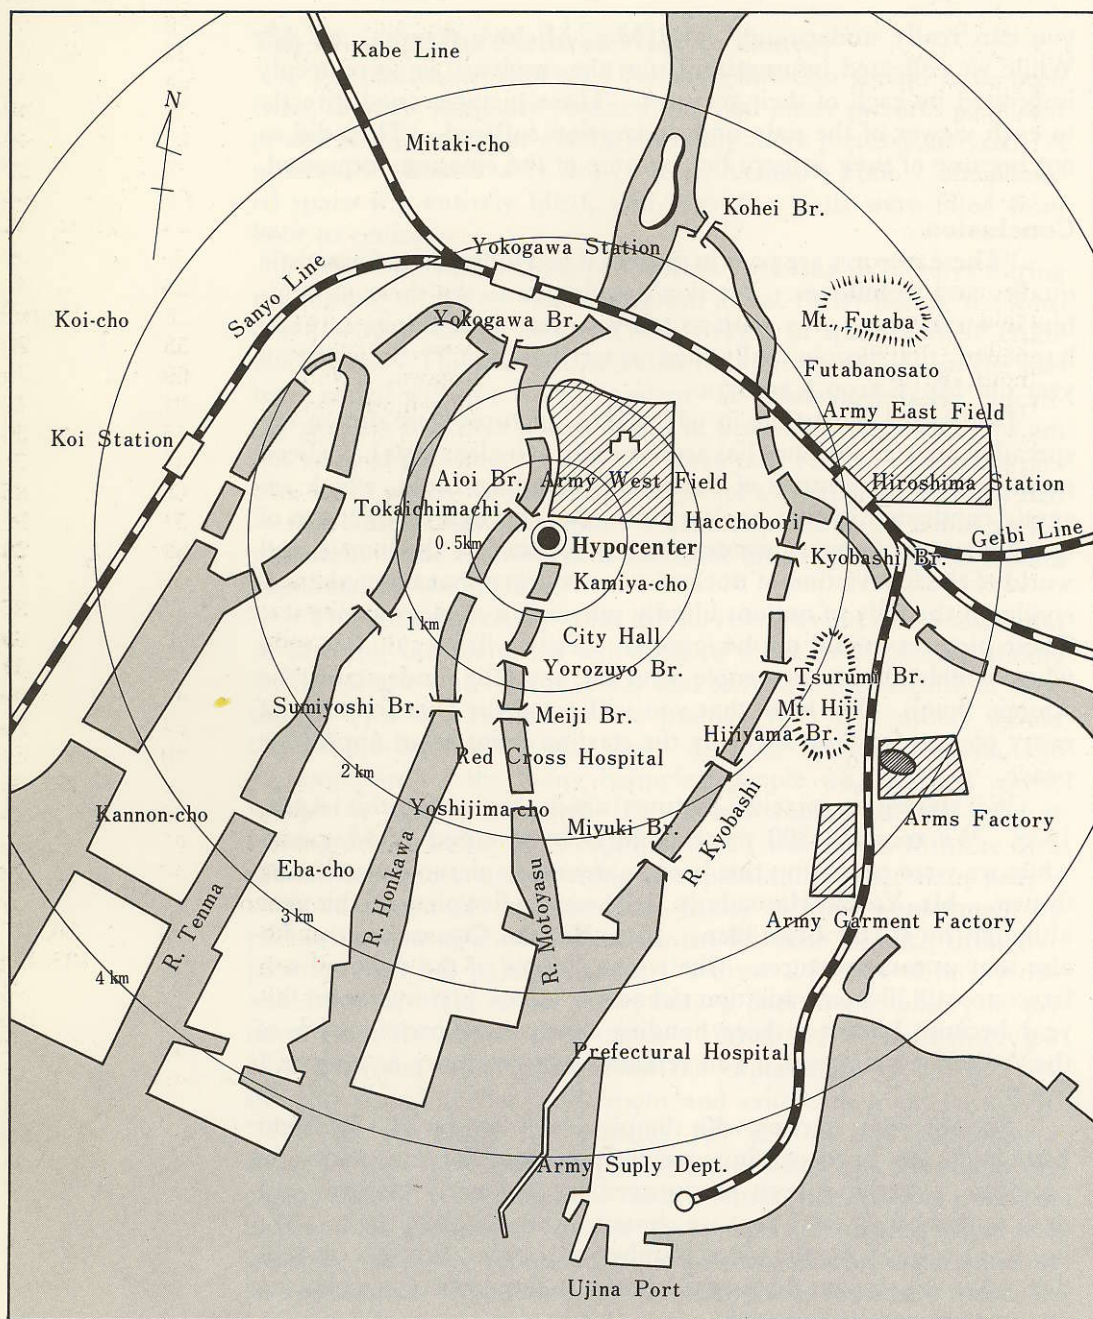 Kabe Line
N
Mitaki-cho
Kohei Br.
Yokogawa Station
Sanyo Line
Koi-cho
Yokogawa Br.
Mt. Futaba
Futabanosato
Army East Field
Koi Station
Aioi Br.
Army West Field
Hiroshima Station
Tokaichimachi
Hacchobori
Geibi Line
0.5km
Hypocenter
Kyobashi Br.
Kamiya-cho
1 km
City Hall
Yorozuyo Br.
Tsurumi Br.
Sumiyoshi Br.
Meiji Br.
Mt. Hiji
Hijiyama Br.
Red Cross Hospital
2 km
Kannon-cho
Yoshijima-cho
Miyuki Br.
R. Kyobashi
Arms Factory
Eba-cho
R. Tenma
3 km
R. Honkawa
R. Motoyasu
Army Garment Factory
4 km
Prefectural Hospital
Army Suply Dept.
Ujina Port